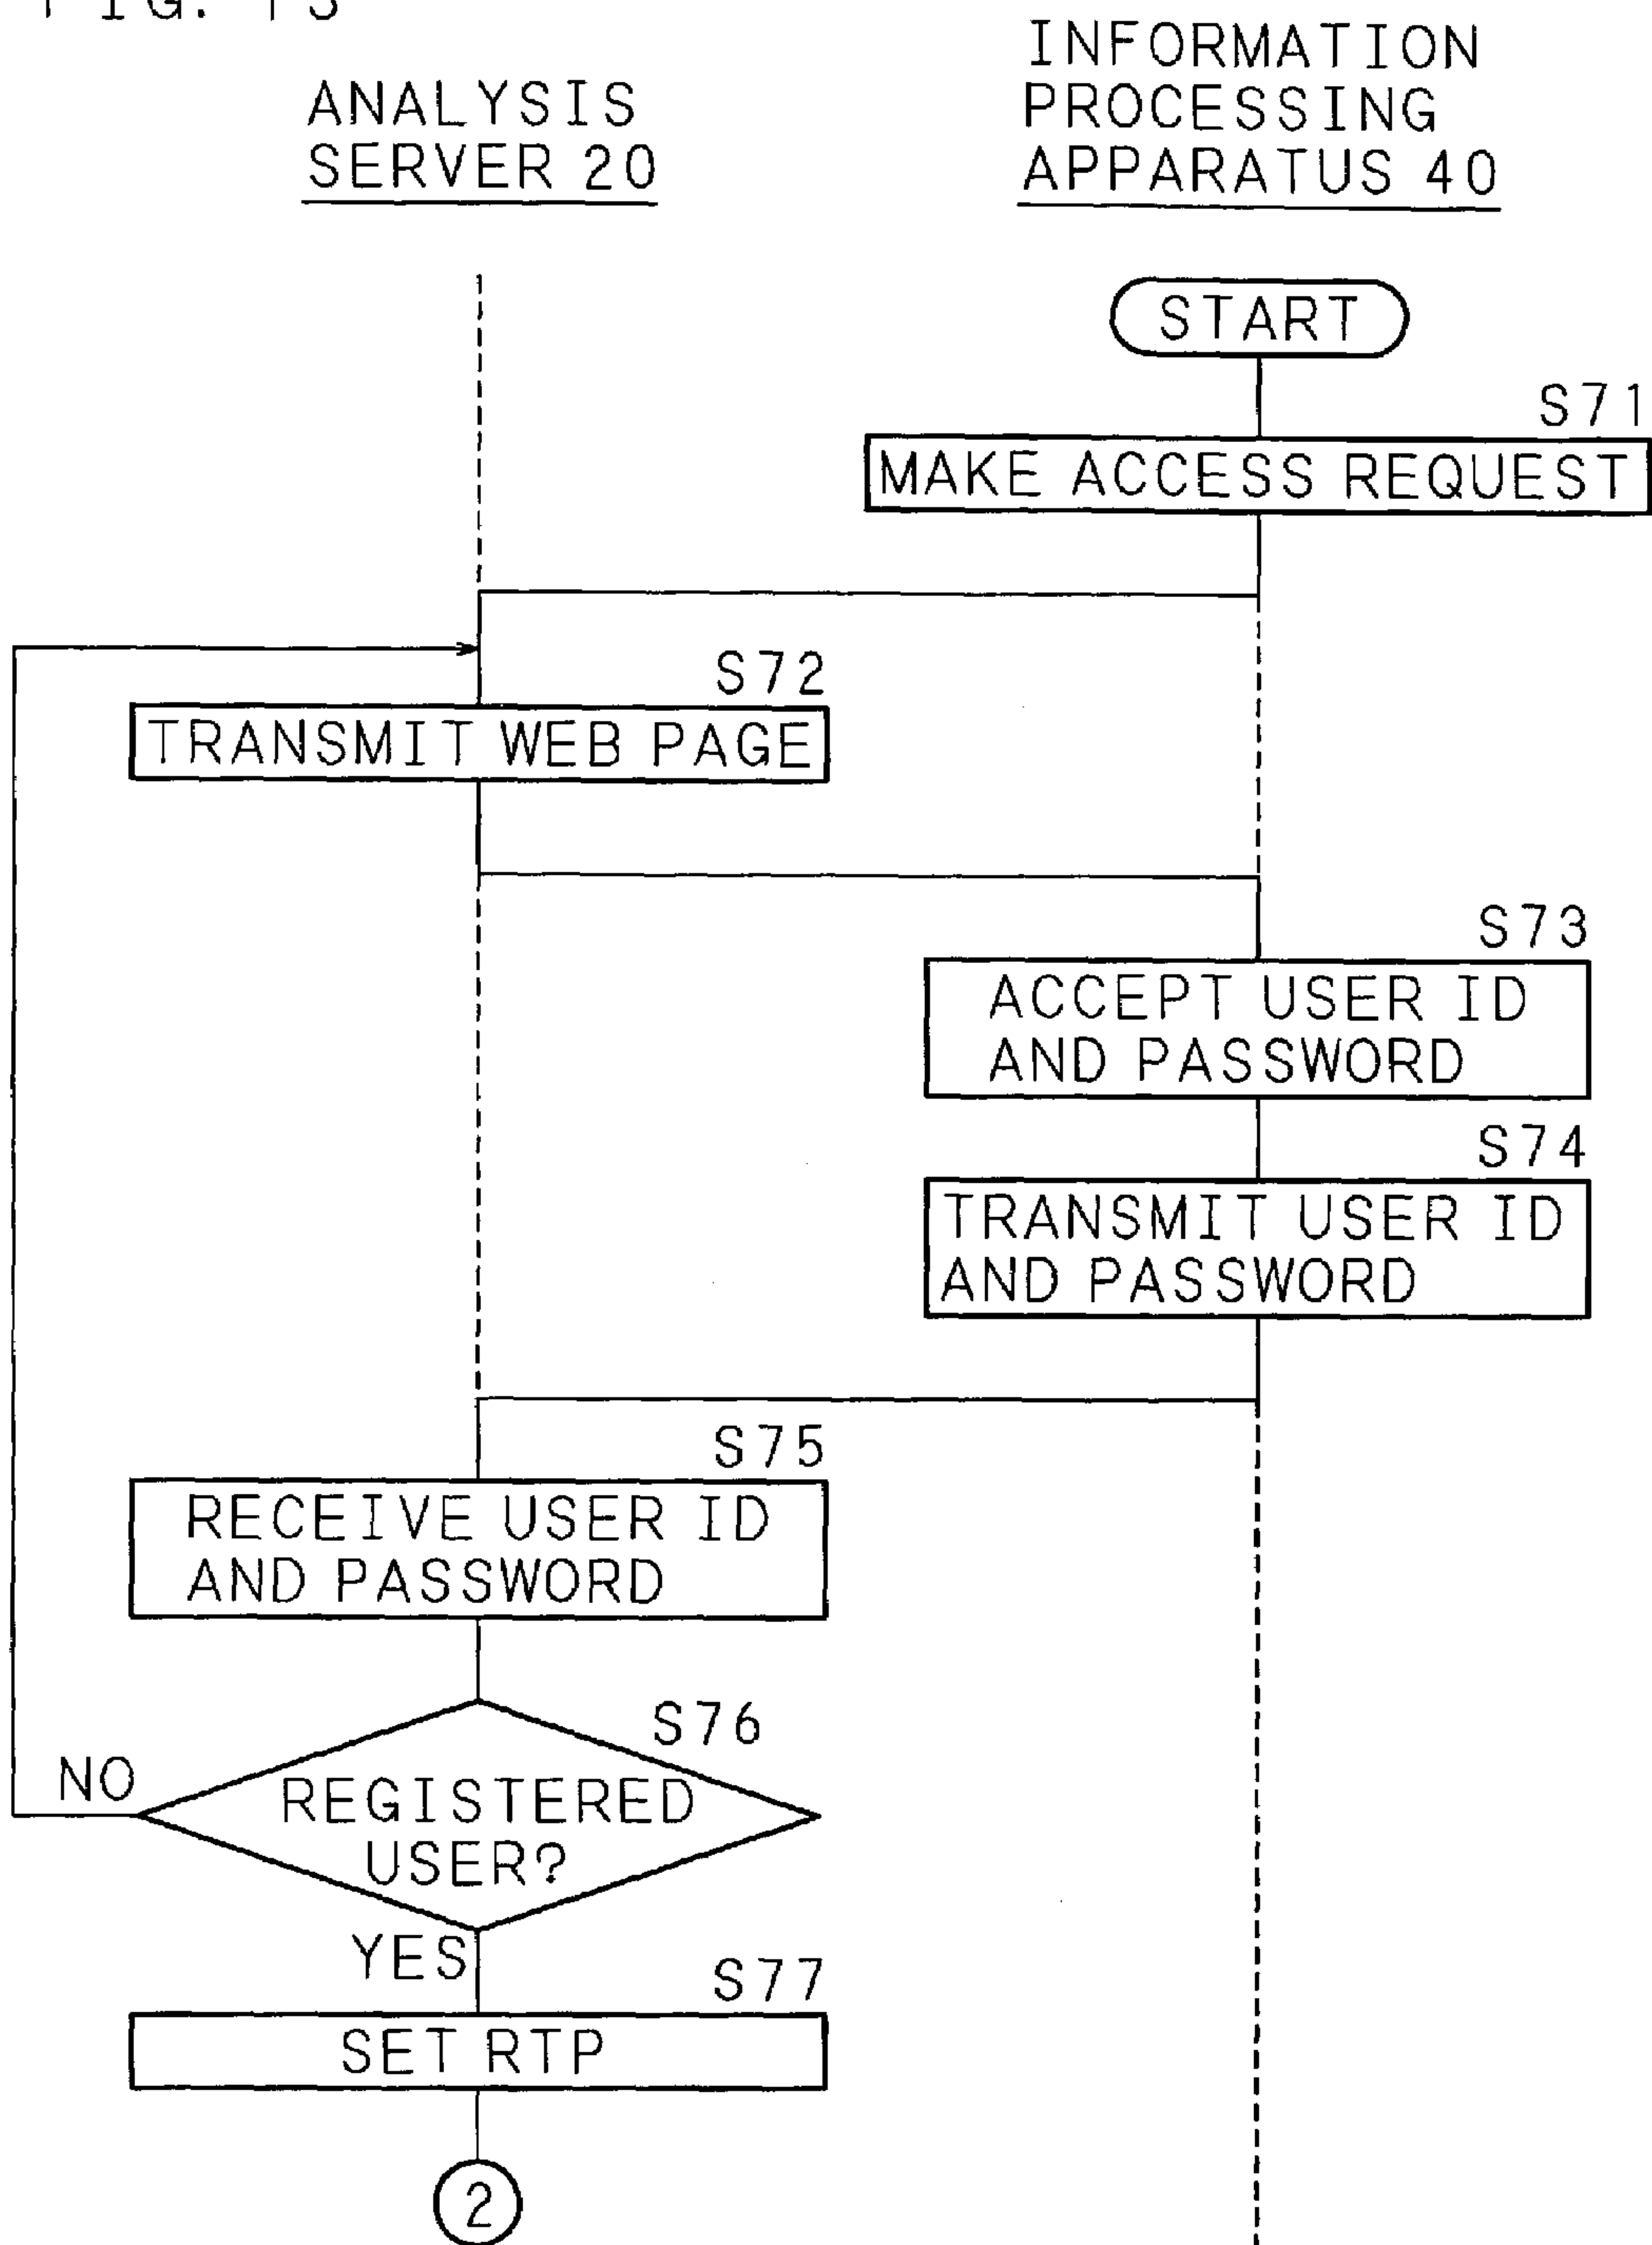 ANALYSIS
SERVER 20
INFORMATION
PROCESSING
APPARATUS 40
START
S71
MAKE ACCESS REQUEST
S72
TRANSMIT WEB PAGE
S73
ACCEPT USER ID
AND PASSWORD
S74
TRANSMIT USER ID
AND PASSWORD
S75
RECEIVE USER ID
AND PASSWORD
S76
NO
REGISTERED
USER?
YES
S77
SET RTP
2